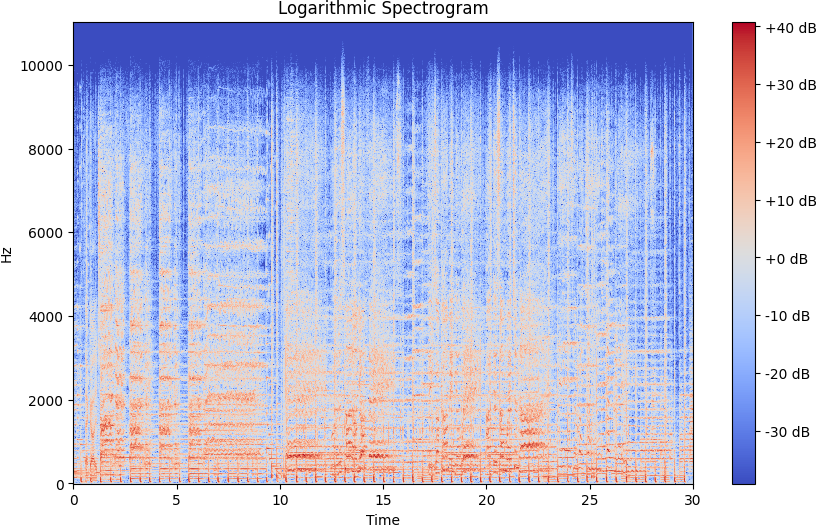 Logarithmic Spectrogram
+40 dB
10000
+30 dB
8000
+20 dB
+10 dB
6000
Hz
+0 dB
4000
-10 dB
-20 dB
2000
-30 dB
0
0 5 10 15 20 25 30
Time